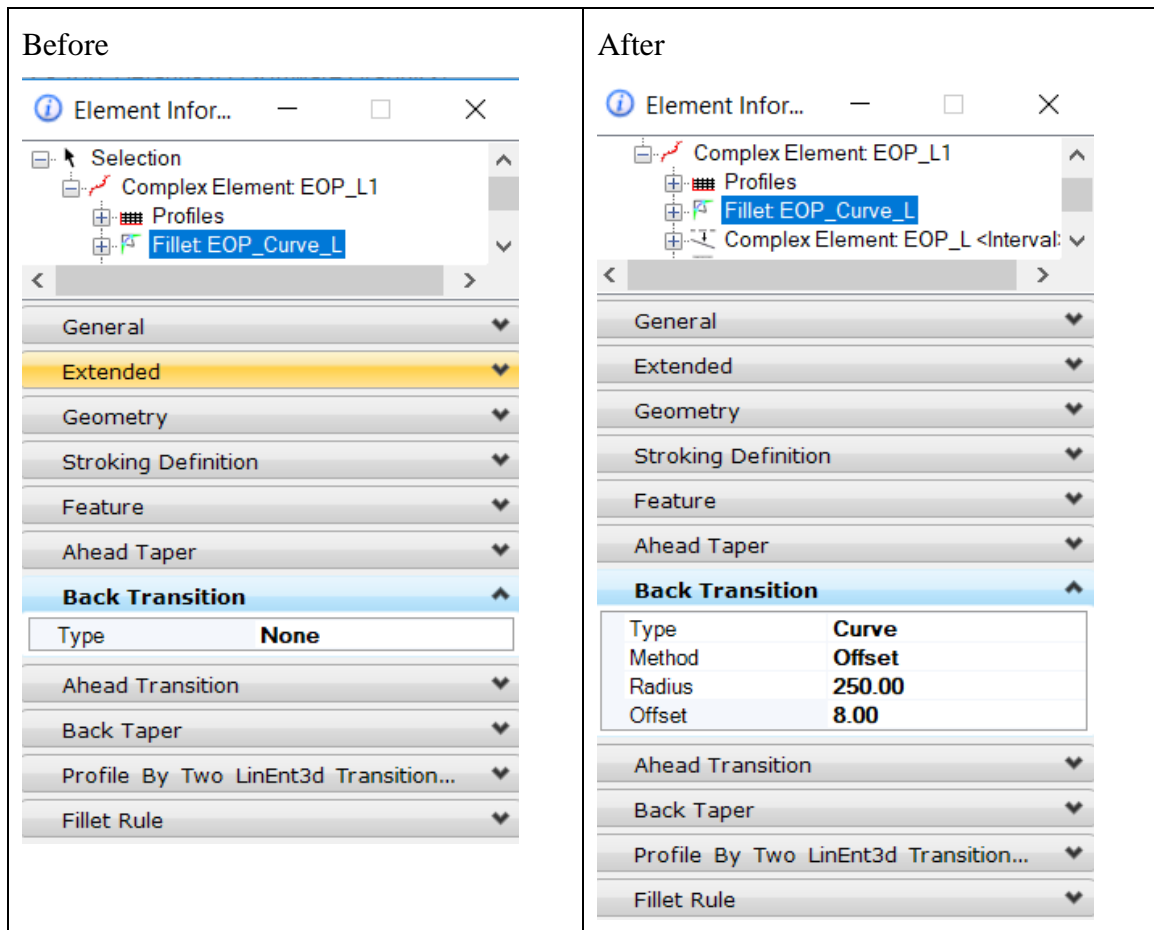 Before
Element Infor...
Selection
Complex Element: EOP_L1
Profiles
Fillet: EOP_Curve_L
General
Extended
Geometry
Stroking Definition
Feature
Ahead Taper
Back Transition
Type None
Ahead Transition
Back Taper
Profile By Two LinEnt3d Transition...
Fillet Rule
After
Element Infor...
Complex Element: EOP_L1
Profiles
Fillet: EOP_Curve_L
Complex Element: EOP_L <Interval:
General
Extended
Geometry
Stroking Definition
Feature
Ahead Taper
Back Transition
Type Curve
Method Offset
Radius 250.00
Offset 8.00
Ahead Transition
Back Taper
Profile By Two LinEnt3d Transition...
Fillet Rule